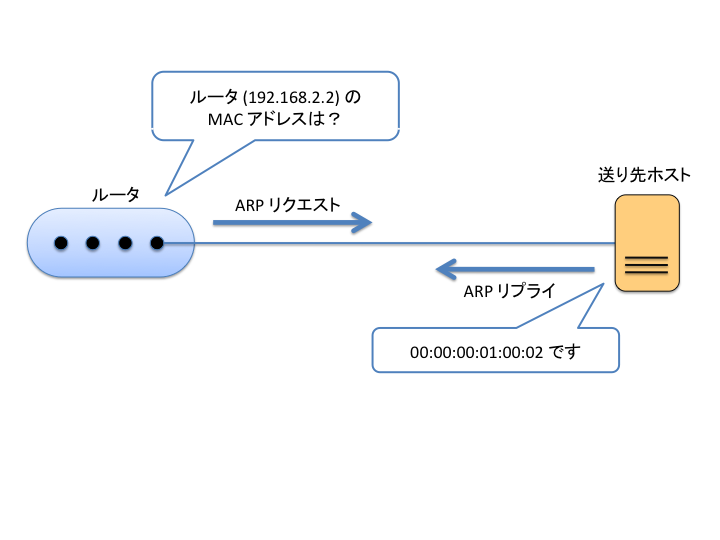 ルータ (192.168.2.2) の
MAC アドレスは？
送り先ホスト
ルータ
ARP リクエスト
ARP リプライ
00:00:00:01:00:02 です